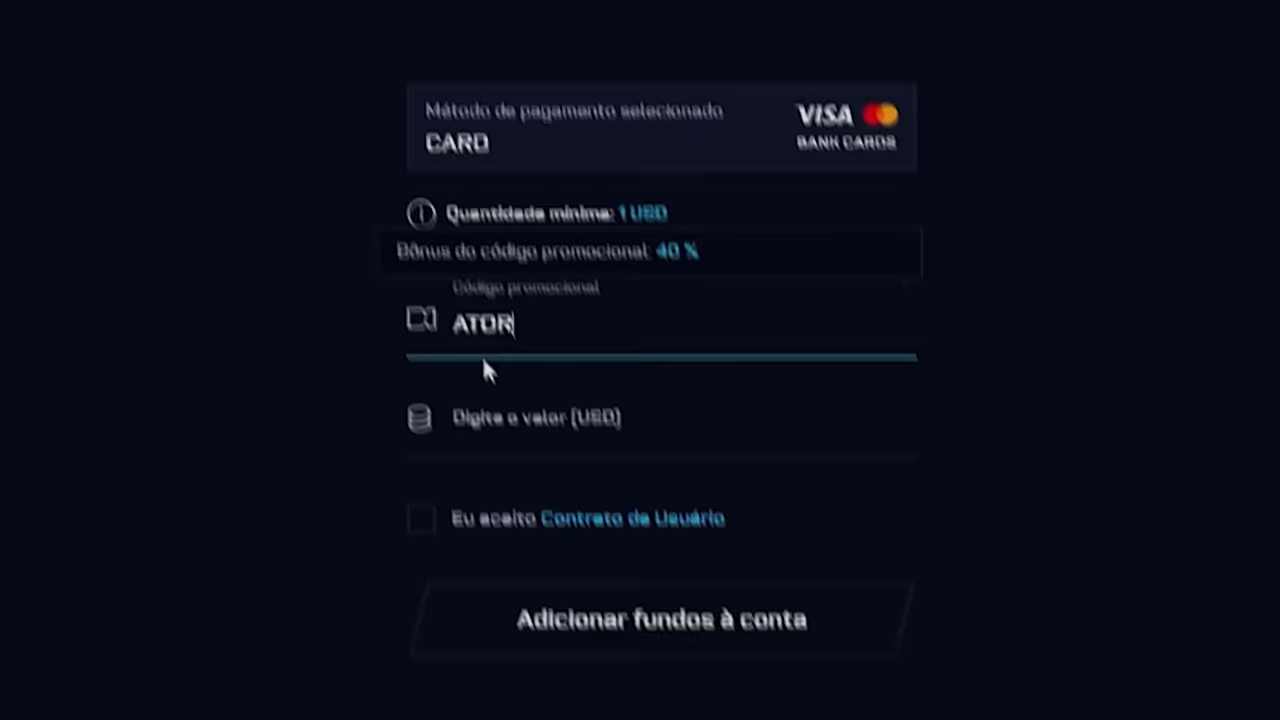 Método de pagamento selecionado
CARD
VISA
BANK CARDS
Quantidade mínima: 1 USD
Bônus do código promocional: 40 %
Código promocional
ATOR
Digite o valor (USD)
Eu aceito Contrato de Usuário
Adicionar fundos à conta